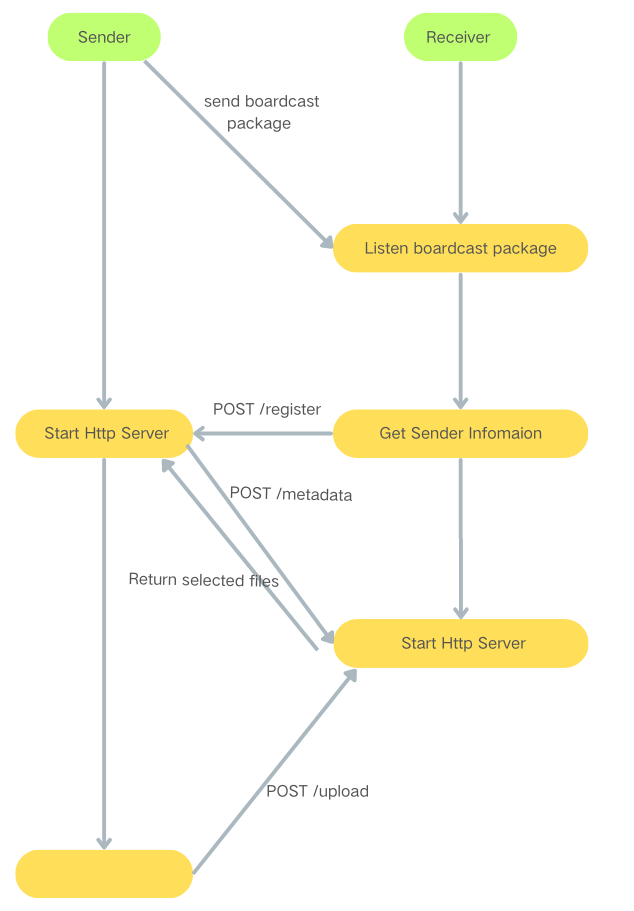 Sender
Receiver
send boardcast
package
Listen boardcast package
POST /register
Start Http Server
Get Sender Infomaion
POST /metadata
Return selected files
Start Http Server
POST /upload